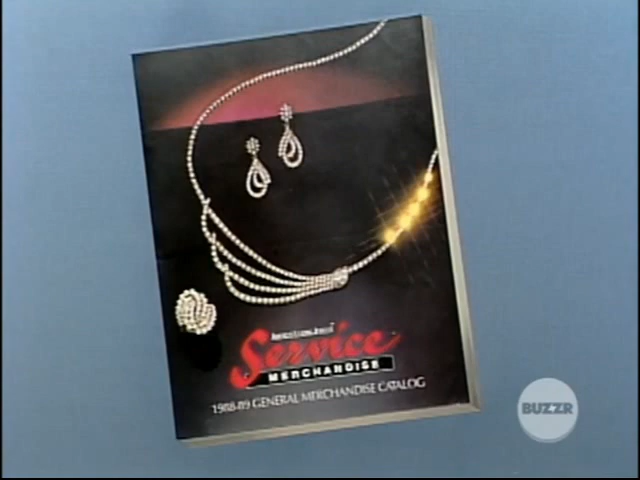 Service
MERCHANDISE
1988-89 GENERAL MERCHANDISE CATALOG
BUZZR